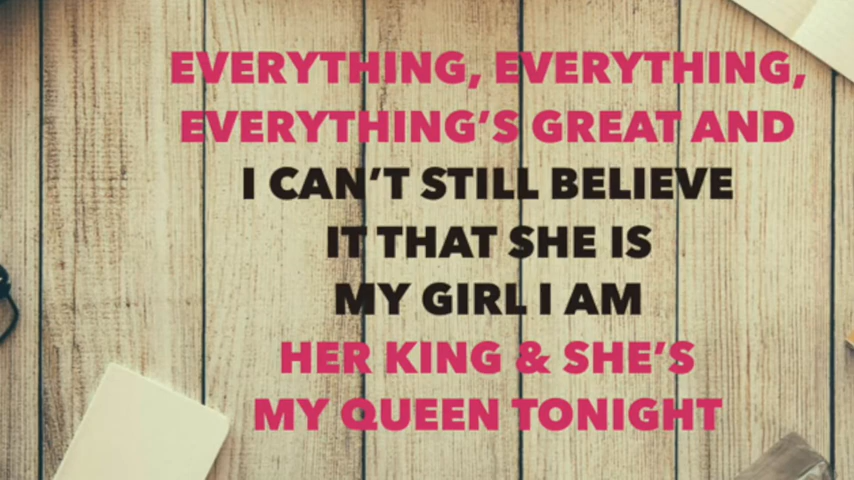 EVERYTHING, EVERYTHING,
EVERYTHING'S GREAT AND
I CAN'T STILL BELIEVE
IT THAT SHE IS
MY GIRL I AM
HER KING & SHE'S
MY QUEEN TONIGHT